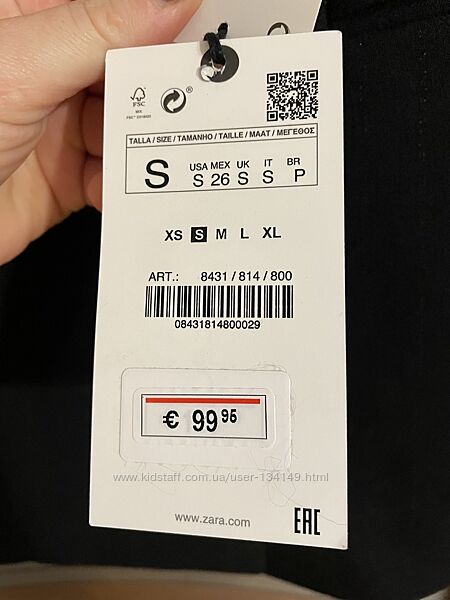 FSC
MIX
®
TALLA / SIZE / TAMANHO / TAILLE / MAAT / ΜΕΓΕΘΟΣ
S
USA MEX UK IT BR
S 26 S S P
XS S M L XL
ART.: 8431 / 814 / 800
08431814800029
€ 99 95
www.kidstaff.com.ua/user-134149.html
www.zara.com
EAC